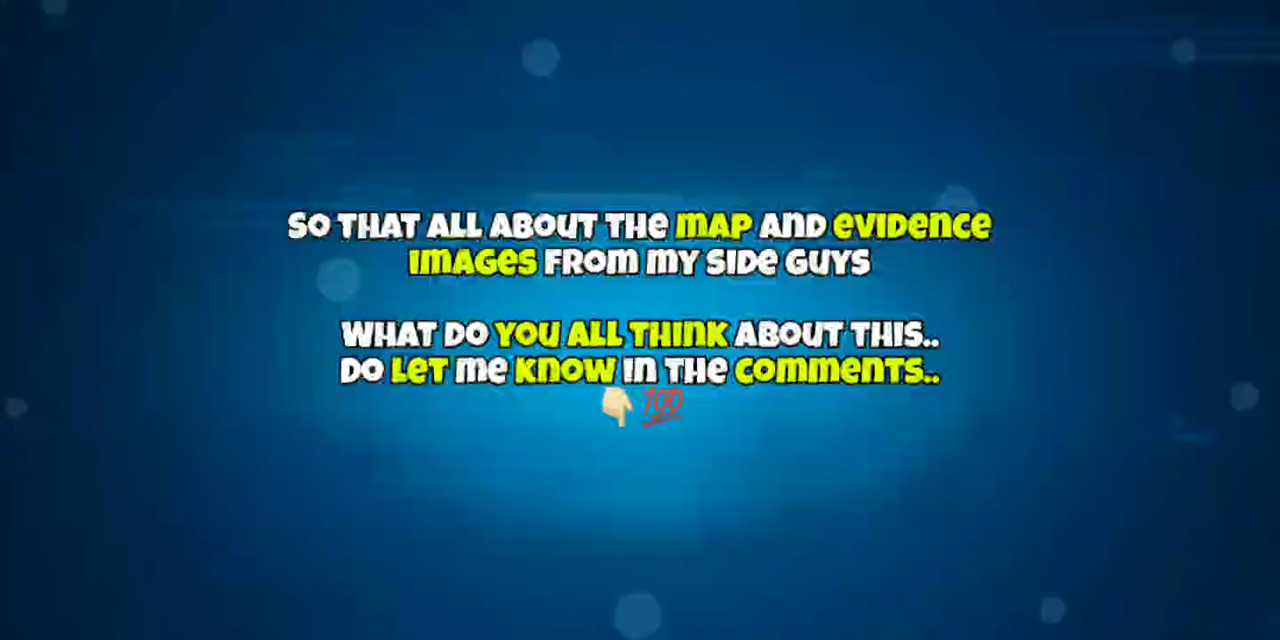 SO THAT ALL ABOUT THE MAP AND EVIDENCE
IMAGES FROM MY SIDE GUYS
WHAT DO YOU ALL THINK ABOUT THIS..
DO LET ME KNOW IN THE COMMENTS..
👇🏻 💯